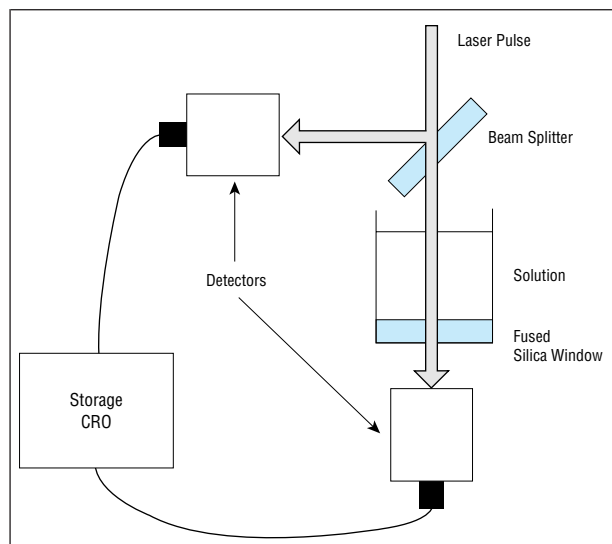 Laser Pulse
Beam Splitter
Detectors
Solution
Fused
Silica Window
Storage
CRO